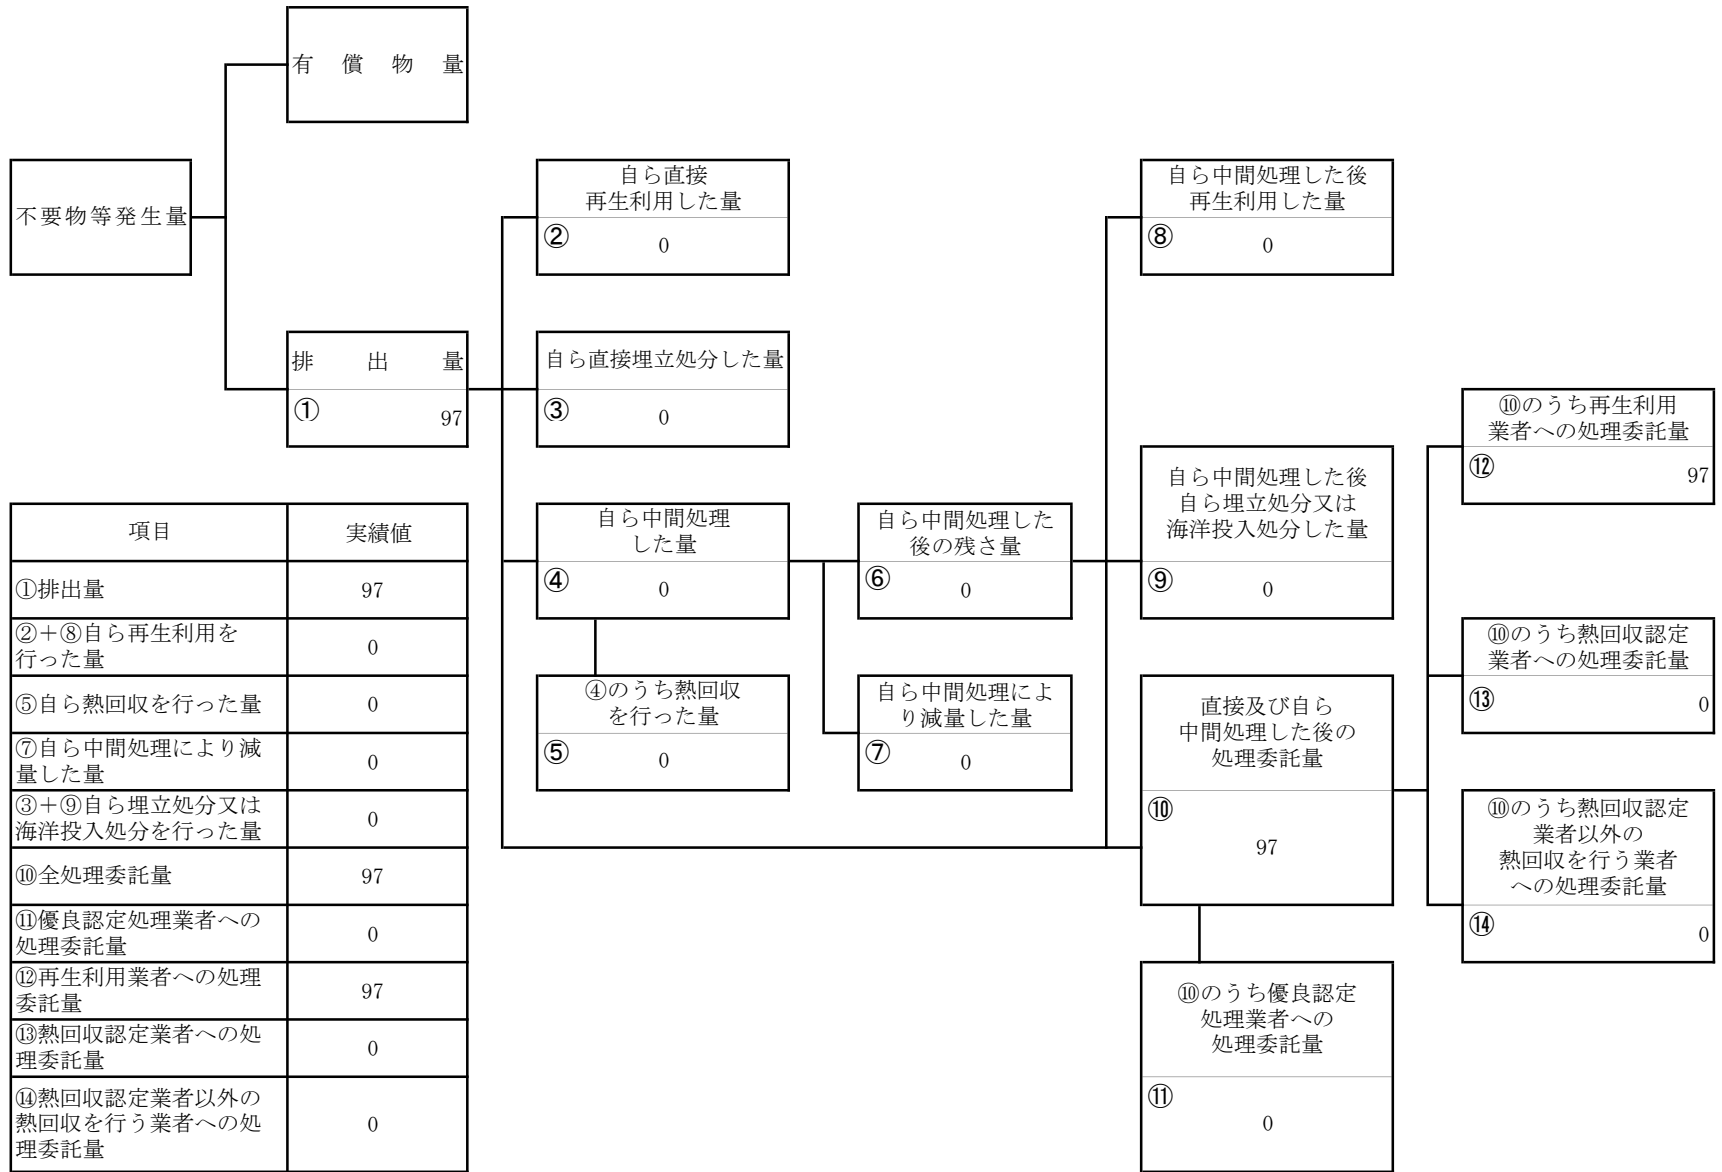 有償物量
不要物等発生量
排出量
①
97
自ら直接
再生利用した量
②
0
自ら直接埋立処分した量
③
0
自ら中間処理
した量
④
0
④のうち熱回収
を行った量
⑤
0
自ら中間処理した
後の残さ量
⑥
0
自ら中間処理によ
り減量した量
⑦
0
自ら中間処理した後
再生利用した量
⑧
0
自ら中間処理した後
自ら埋立処分又は
海洋投入処分した量
⑨
0
直接及び自ら
中間処理した後の
処理委託量
⑩
97
⑩のうち優良認定
処理業者への
処理委託量
⑪
0
⑩のうち再生利用
業者への処理委託量
⑫
97
⑩のうち熱回収認定
業者への処理委託量
⑬
0
⑩のうち熱回収認定
業者以外の
熱回収を行う業者
への処理委託量
⑭
0
項目 実績値
①排出量 97
②＋⑧自ら再生利用を
行った量 0
⑤自ら熱回収を行った量 0
⑦自ら中間処理により減
量した量 0
③＋⑨自ら埋立処分又は
海洋投入処分を行った量 0
⑩全処理委託量 97
⑪優良認定処理業者への
処理委託量 0
⑫再生利用業者への処理
委託量 97
⑬熱回収認定業者への処
理委託量 0
⑭熱回収認定業者以外の
熱回収を行う業者への処
理委託量 0